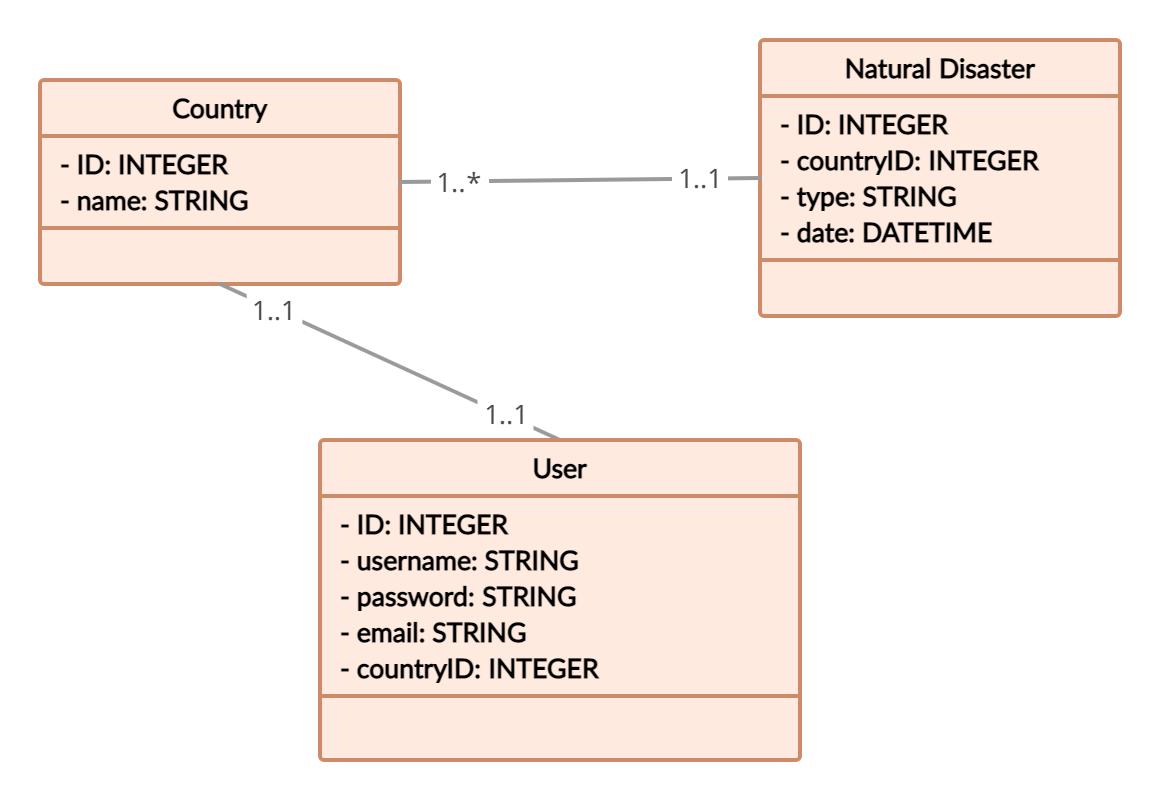 Country
- ID: INTEGER
- name: STRING
1..*
1..1
Natural Disaster
- ID: INTEGER
- countryID: INTEGER
- type: STRING
- date: DATETIME
1..1
1..1
User
- ID: INTEGER
- username: STRING
- password: STRING
- email: STRING
- countryID: INTEGER